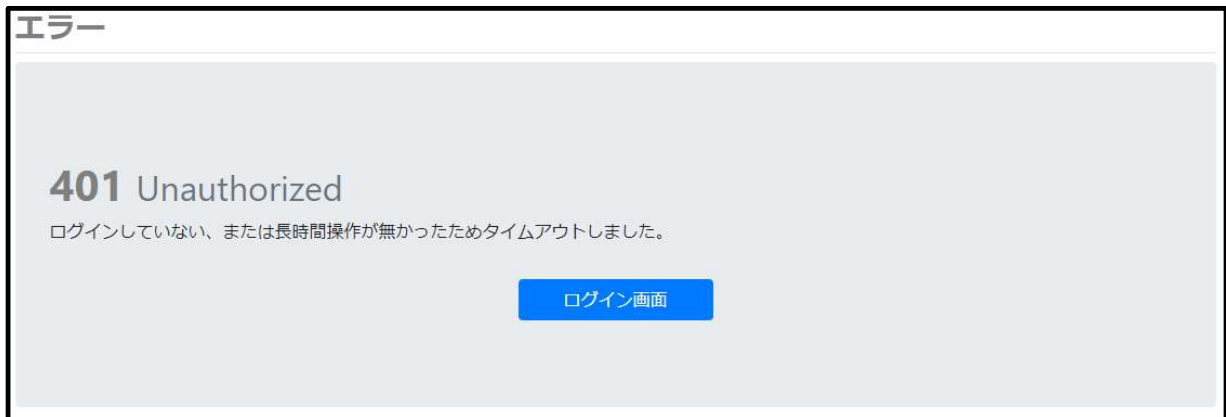 エラー
401 Unauthorized
ログインしていない、または長時間操作が無かったためタイムアウトしました。
ログイン画面